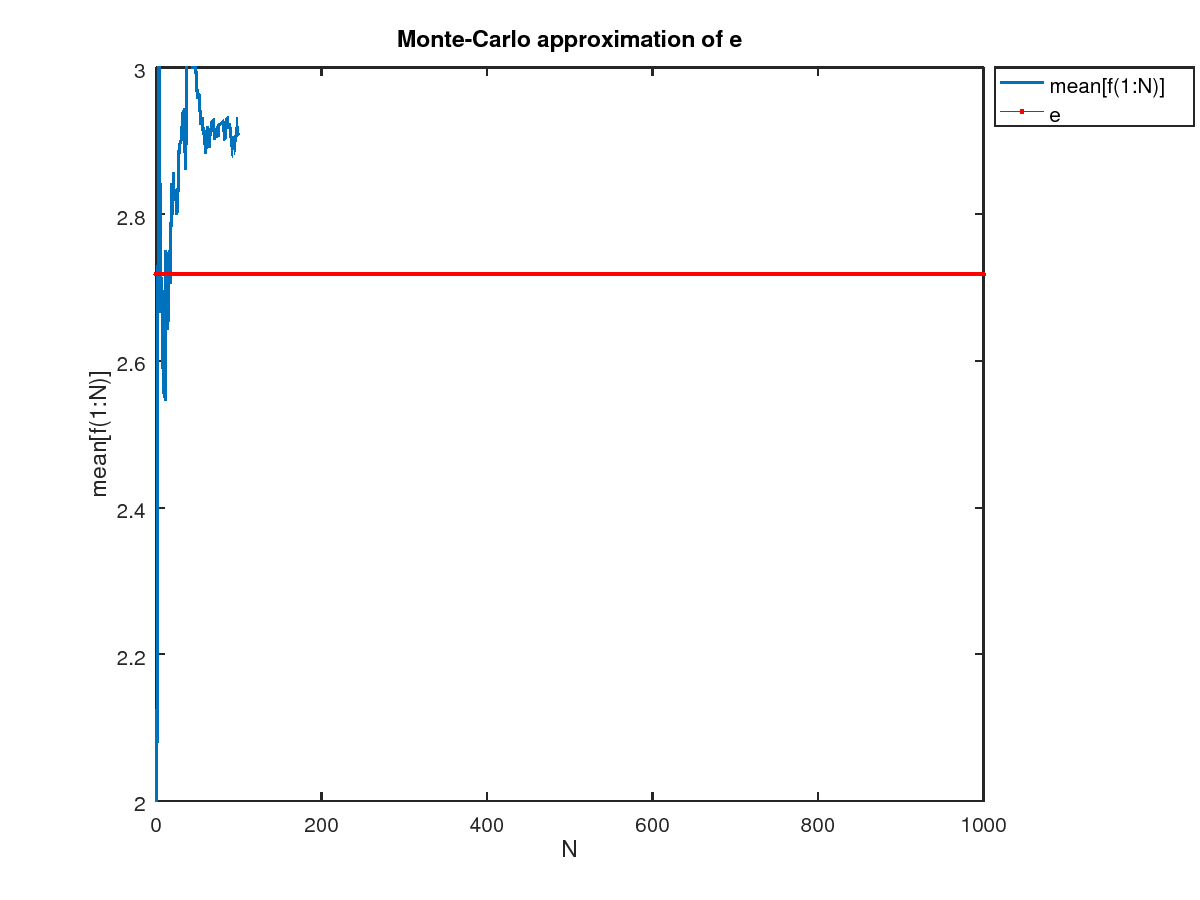 Monte-Carlo approximation of e
mean[f(1:N)]
e
3
2.8
2.6
2.4
2.2
2
mean[f(1:N)]
0 200 400 600 800 1000
N